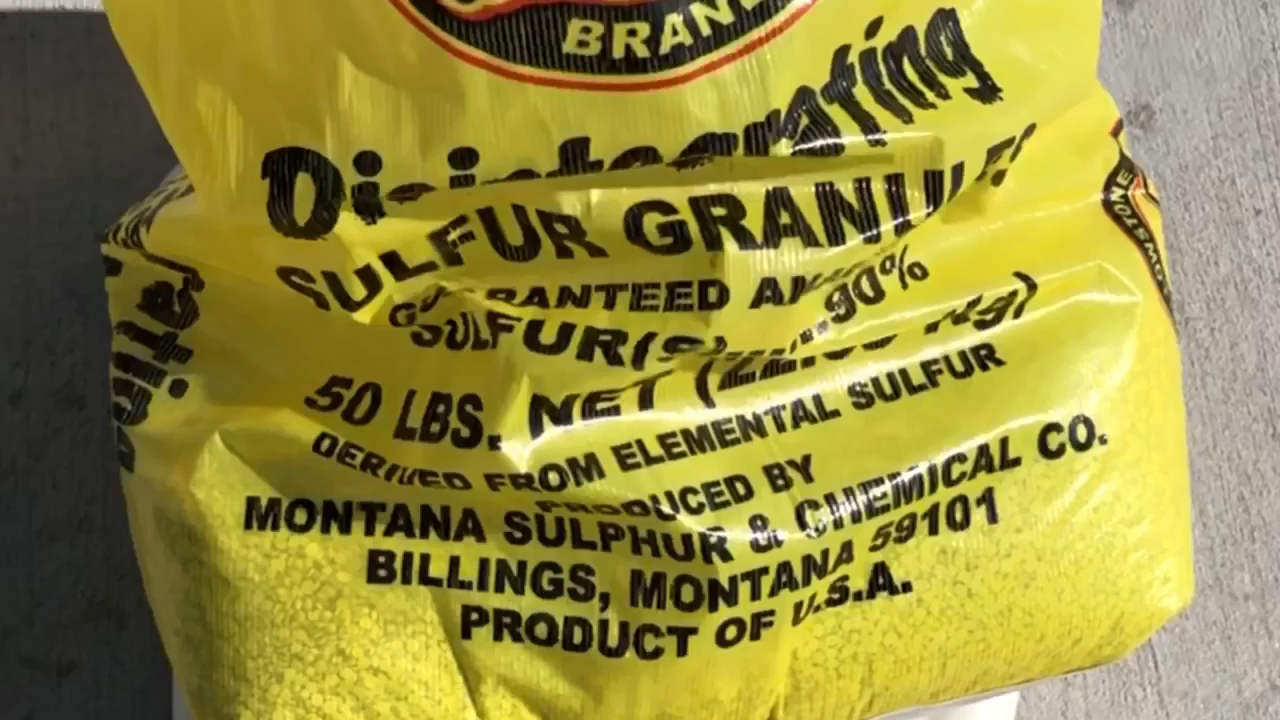 BRAND
Disintegrating
SULFUR GRANULES
GUARANTEED ANALYSIS
SULFUR(S) 90%
50 LBS. NET (22.68 Kg)
DERIVED FROM ELEMENTAL SULFUR
PRODUCED BY
MONTANA SULPHUR & CHEMICAL CO.
BILLINGS, MONTANA 59101
PRODUCT OF U.S.A.